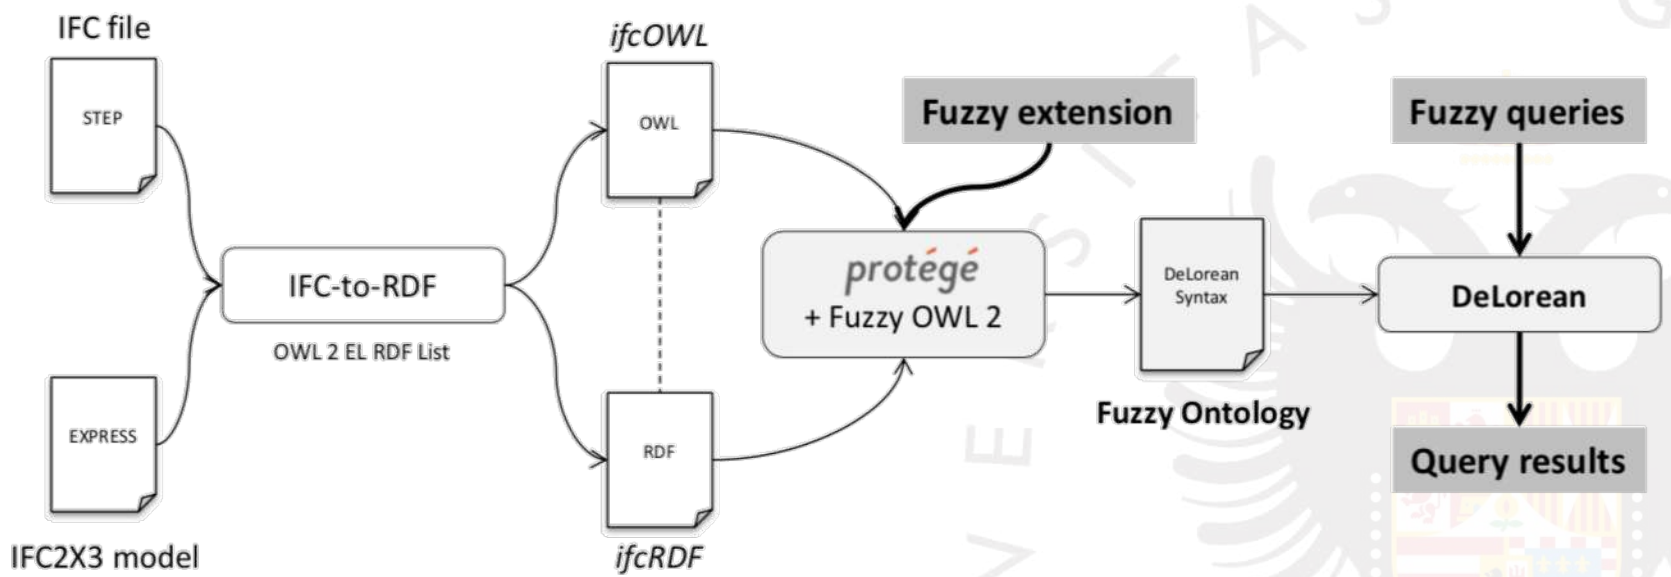 IFC file
STEP
EXPRESS
IFC2X3 model
IFC-to-RDF
OWL 2 EL RDF List
ifcOWL
OWL
RDF
ifcRDF
Fuzzy extension
protégé
+ Fuzzy OWL 2
DeLorean
Syntax
Fuzzy Ontology
Fuzzy queries
DeLorean
Query results